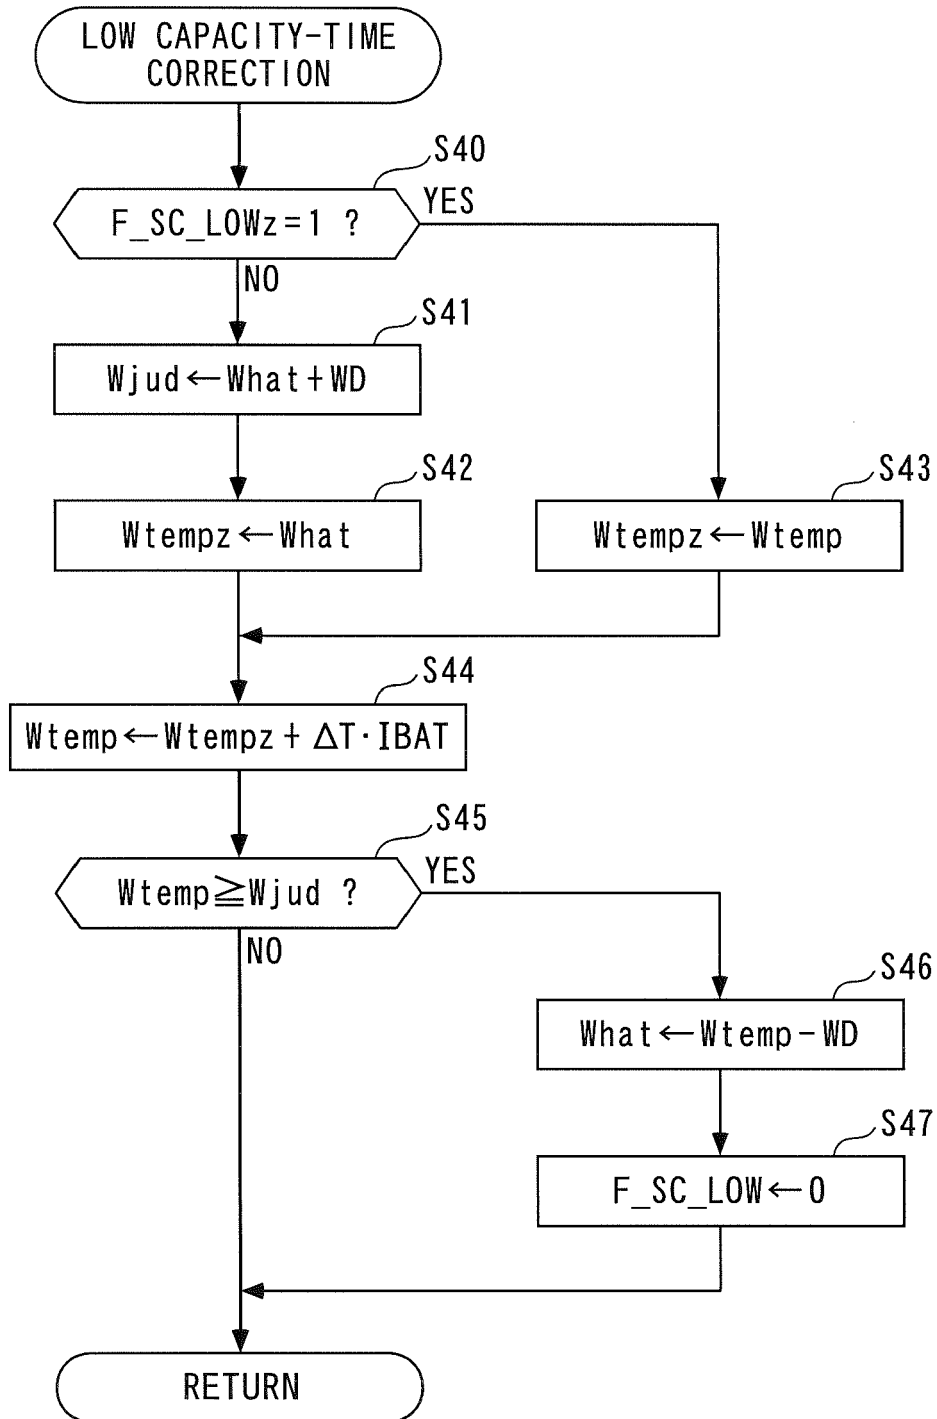 LOW CAPACITY-TIME
CORRECTION
S40
F_SC_LOWz=1 ?
YES
NO
S41
Wjud←What+WD
S42
Wtempz←What
S43
Wtempz←Wtemp
S44
Wtemp←Wtempz+ΔT·IBAT
S45
Wtemp≧Wjud ?
YES
NO
S46
What←Wtemp−WD
S47
F_SC_LOW←0
RETURN